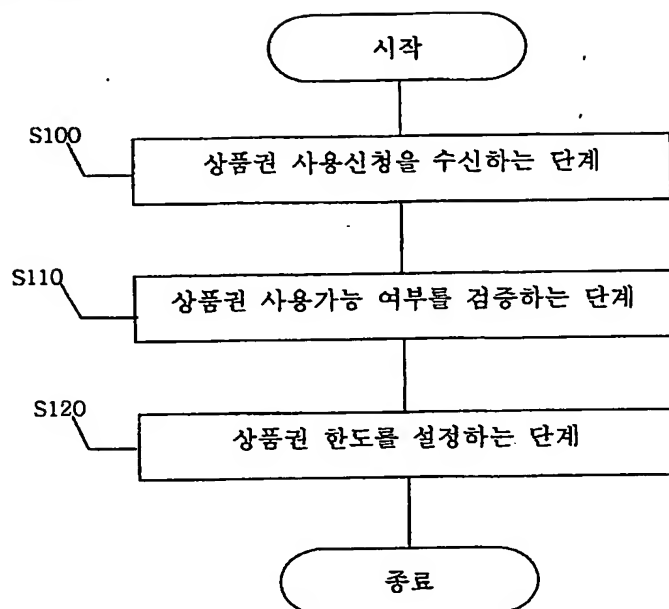 시작
S100
상품권 사용신청을 수신하는 단계
S110
상품권 사용가능 여부를 검증하는 단계
S120
상품권 한도를 설정하는 단계
종료